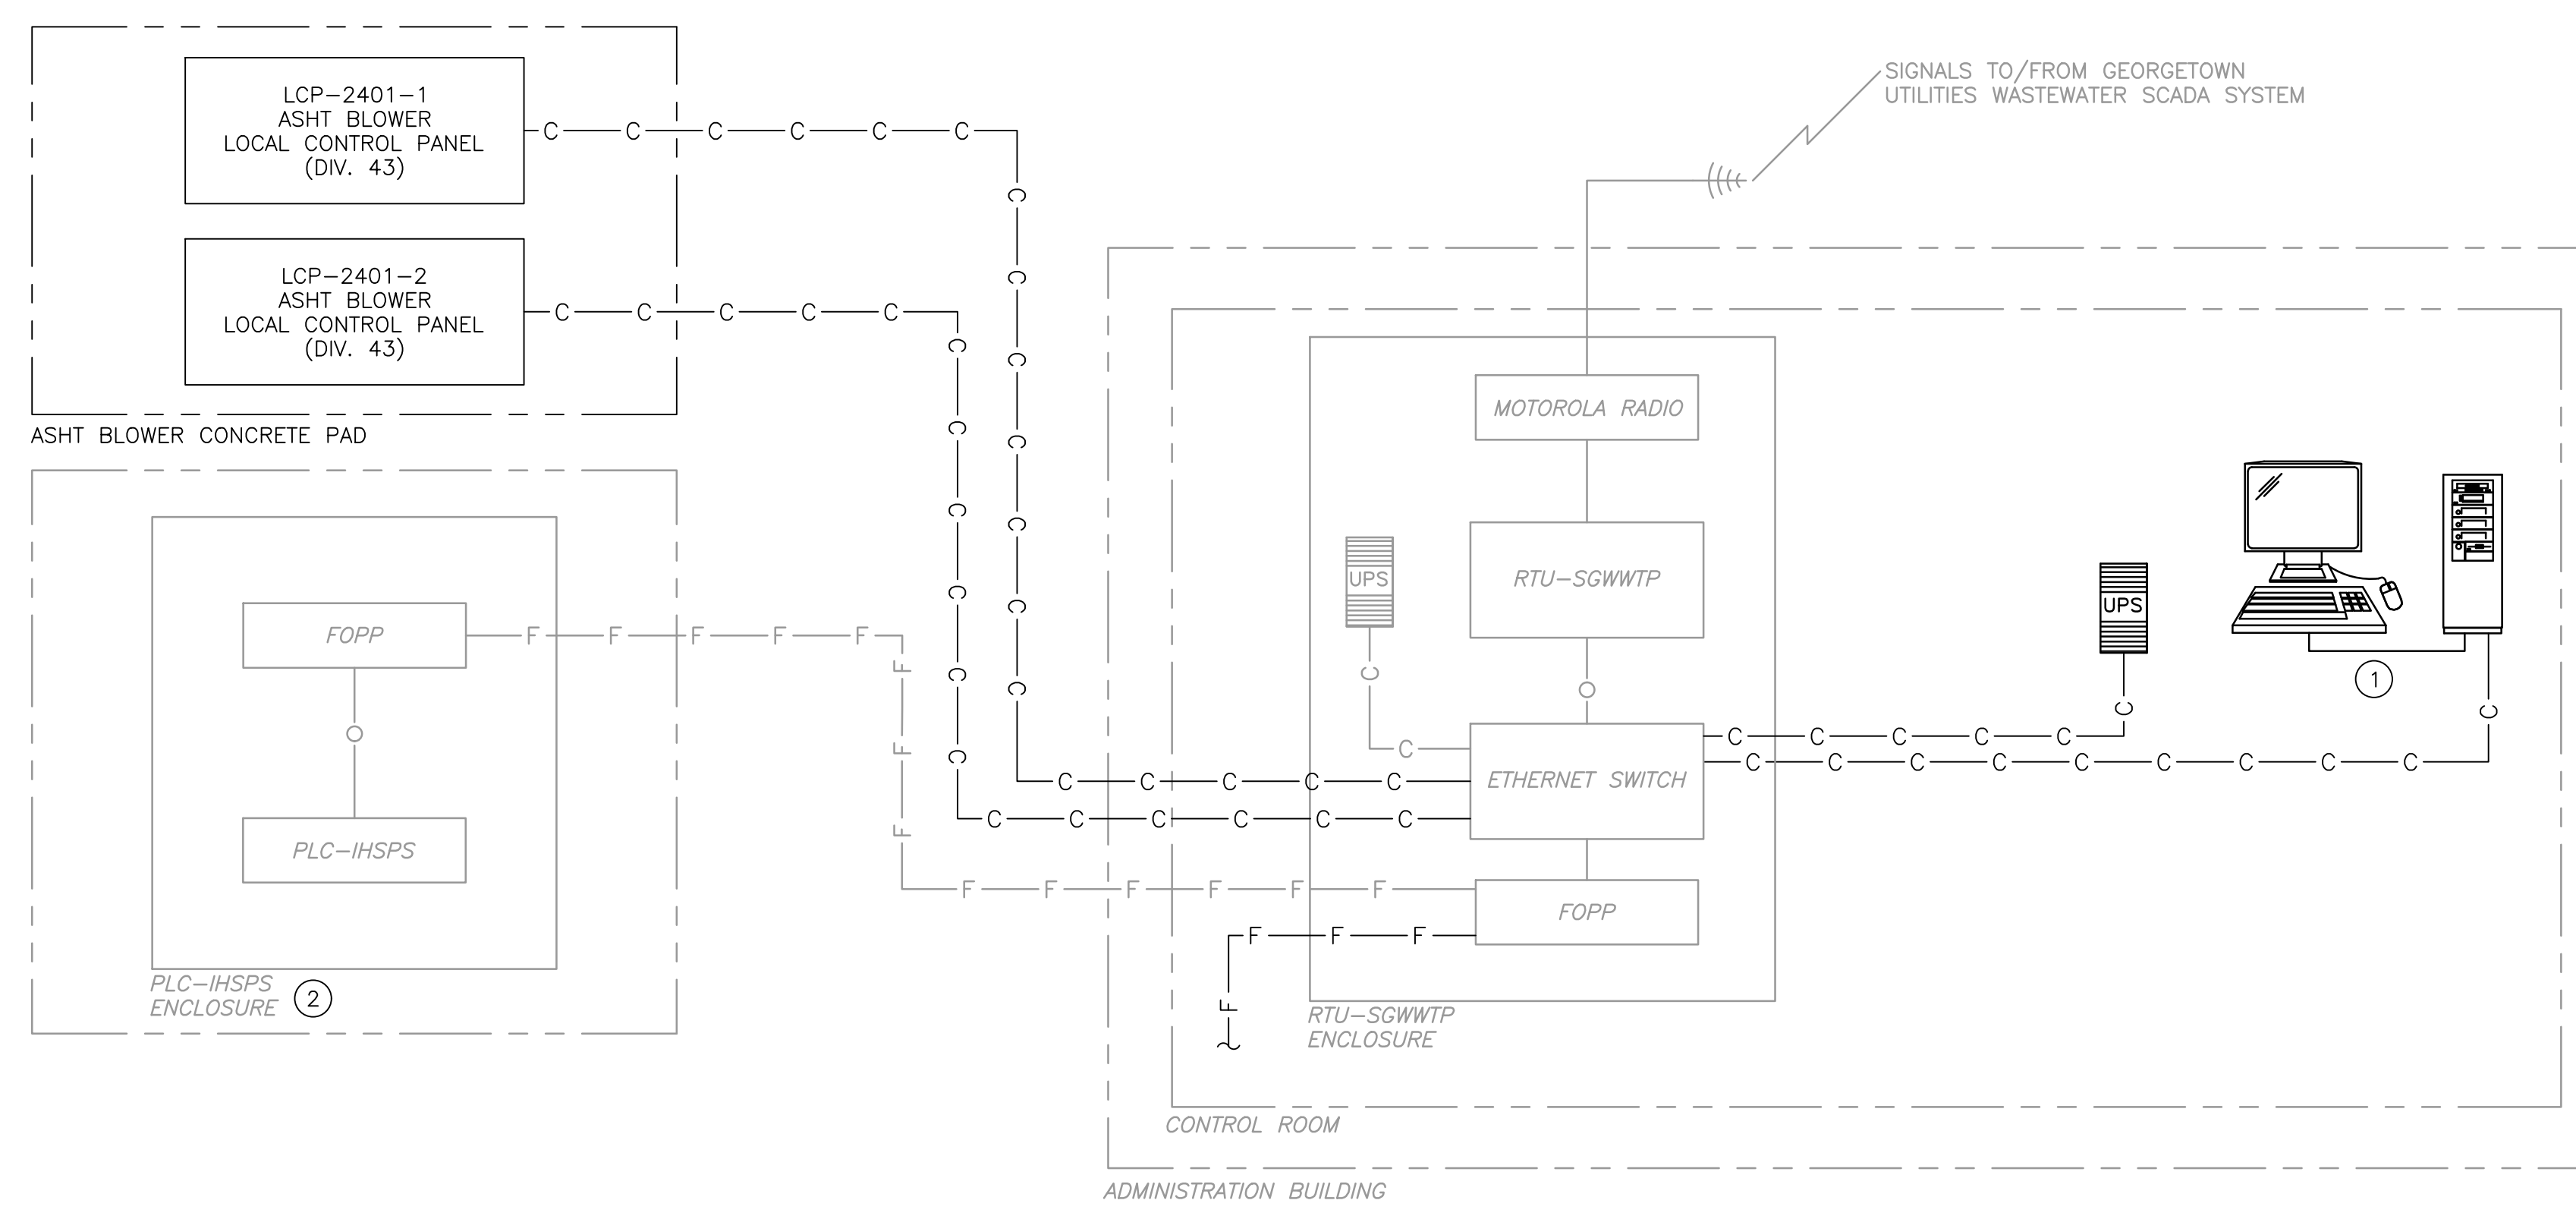 LCP-2401-1
ASHT BLOWER
LOCAL CONTROL PANEL
(DIV. 43)
C C C C C C
C C C C C C C
LCP-2401-2
ASHT BLOWER
LOCAL CONTROL PANEL
(DIV. 43)
C C C C C
C C C C C C
ASHT BLOWER CONCRETE PAD
SIGNALS TO/FROM GEORGETOWN
UTILITIES WASTEWATER SCADA SYSTEM
MOTOROLA RADIO
RTU-SGWWTP
UPS
C
C
O
UPS
C
C
1
C C C C C
C C C C C C C C C
C C C C C
ETHERNET SWITCH
C C C C C C
FOPP
F F F F F
F F F
O
PLC-IHSPS
PLC-IHSPS
ENCLOSURE
2
F F F F F F
FOPP
F F F
F
RTU-SGWWTP
ENCLOSURE
CONTROL ROOM
ADMINISTRATION BUILDING